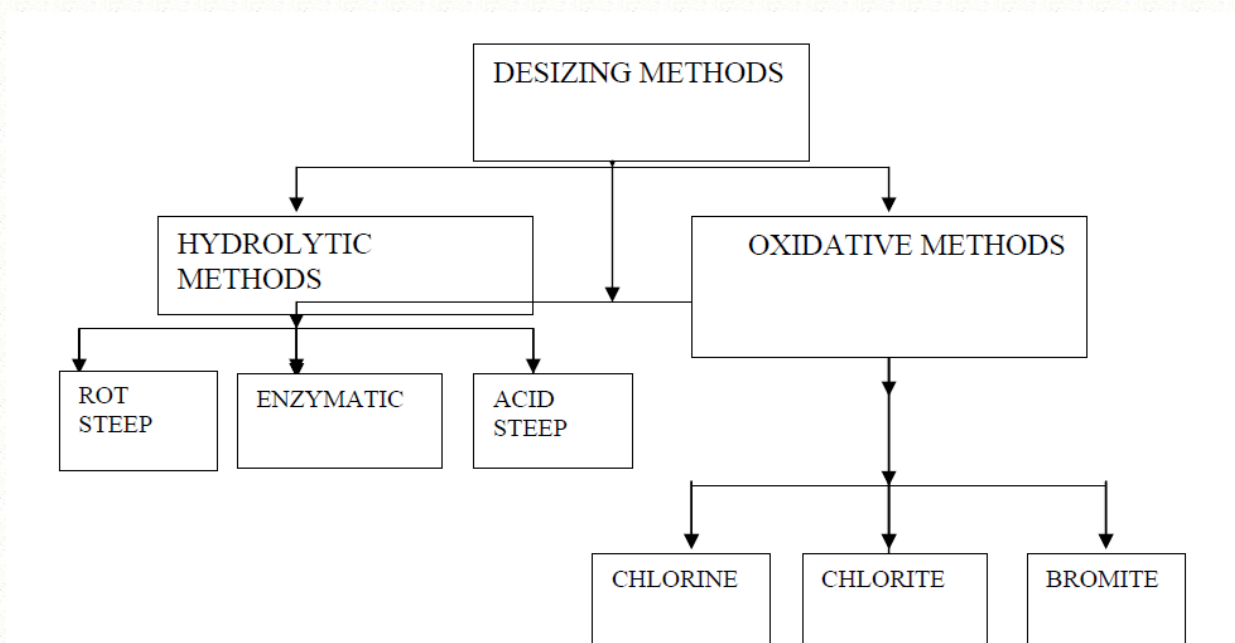 DESIZING METHODS
HYDROLYTIC
METHODS
OXIDATIVE METHODS
ROT
STEEP
ENZYMATIC
ACID
STEEP
CHLORINE
CHLORITE
BROMITE